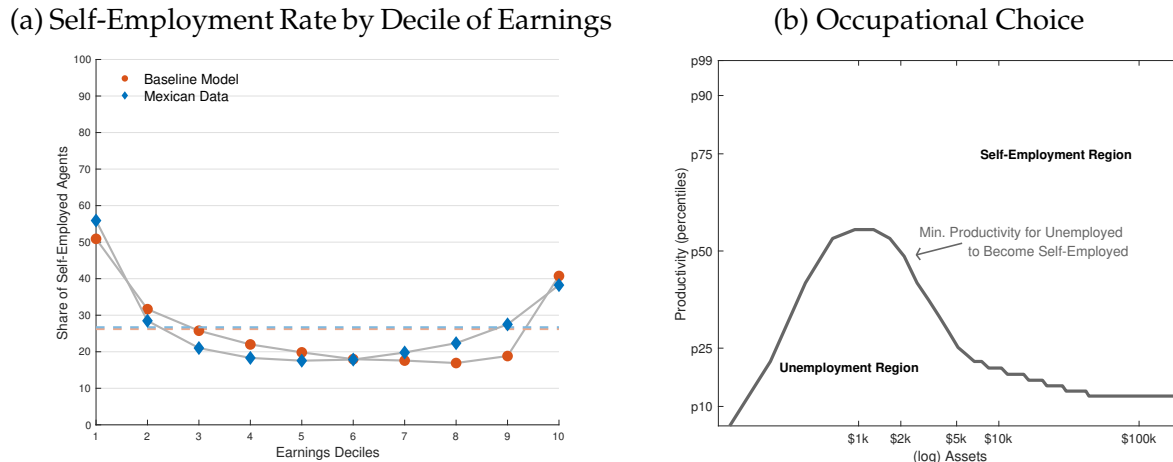 (a) Self-Employment Rate by Decile of Earnings
100
90
80
70
60
50
40
30
20
10
0
Share of Self-Employed Agents
Baseline Model
Mexican Data
1 2 3 4 5 6 7 8 9 10
Earnings Deciles
(b) Occupational Choice
p99
p90
p75
p50
p25
p10
Productivity (percentiles)
Self-Employment Region
Min. Productivity for Unemployed
to Become Self-Employed
Unemployment Region
$1k $2k $5k $10k $100k
(log) Assets